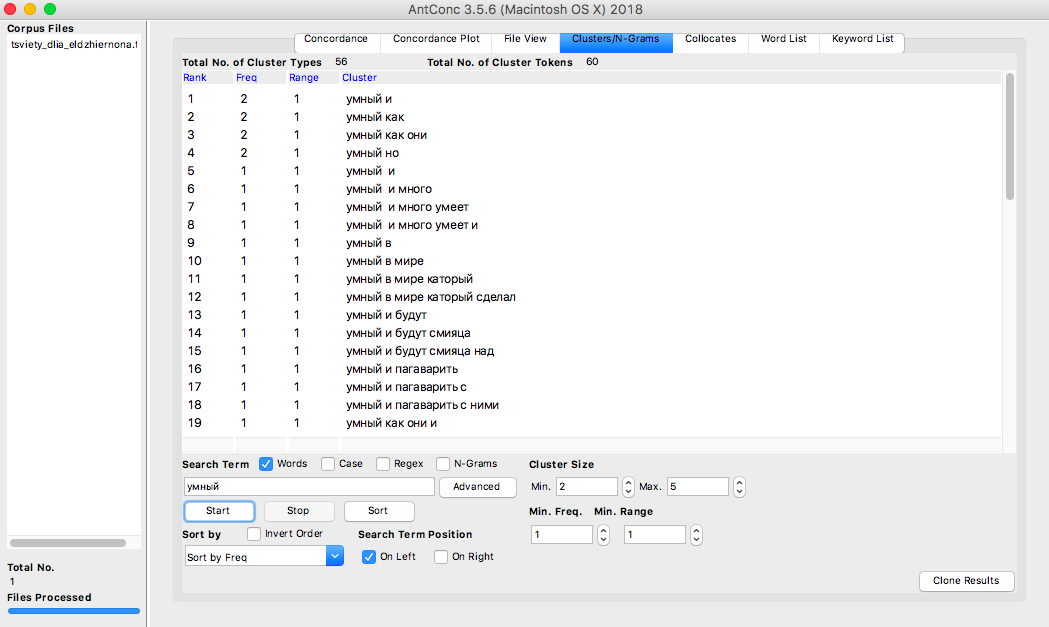 AntConc 3.5.6 (Macintosh OS X) 2018
Corpus Files
tsviety_dlia_eldzhiernona.t
Concordance Concordance Plot File View Clusters/N-Grams Collocates Word List Keyword List
Total No. of Cluster Types 56 Total No. of Cluster Tokens 60
Rank Freq Range Cluster
1 2 1 умный и
2 2 1 умный как
3 2 1 умный как они
4 2 1 умный но
5 1 1 умный и
6 1 1 умный и много
7 1 1 умный и много умеет
8 1 1 умный и много умеет и
9 1 1 умный в
10 1 1 умный в мире
11 1 1 умный в мире каторый
12 1 1 умный в мире каторый сделал
13 1 1 умный и будут
14 1 1 умный и будут смияца
15 1 1 умный и будут смияца над
16 1 1 умный и пагаварить
17 1 1 умный и пагаварить с
18 1 1 умный и пагаварить с ними
19 1 1 умный как они и
Search Term Words Case Regex N-Grams Cluster Size
умный Advanced Min. 2 Max. 5
Start Stop Sort Min. Freq. Min. Range
Sort by Invert Order Search Term Position 1 1
Sort by Freq On Left On Right
Total No.
1
Files Processed
Clone Results